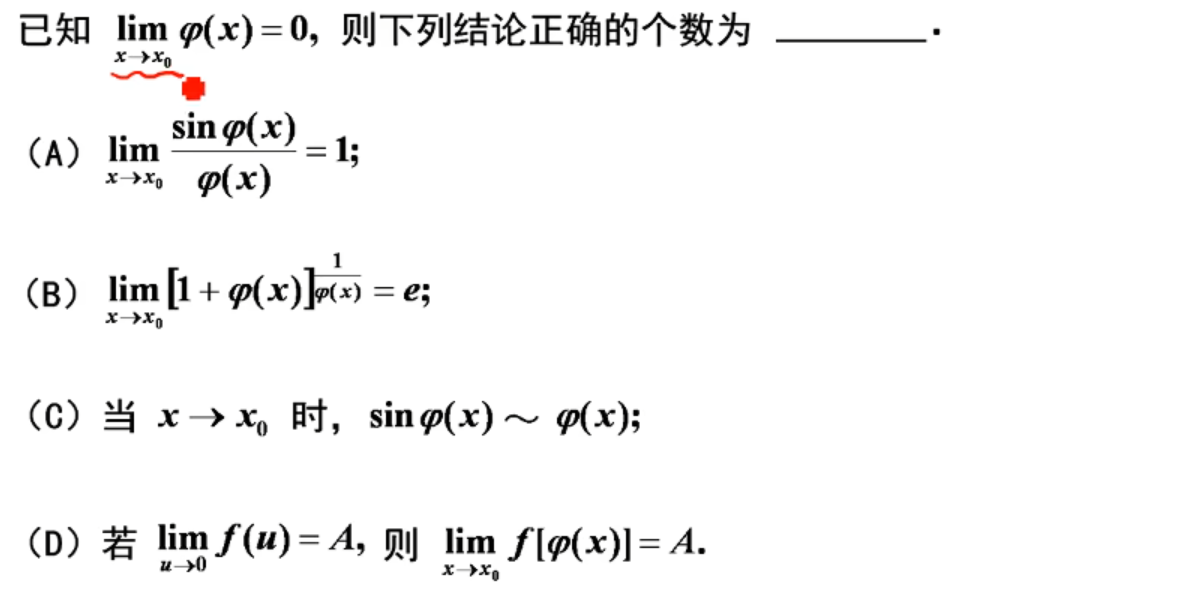 已知 $\lim_{x \to x_0} \varphi(x) = 0$, 则下列结论正确的个数为 ________.
(A) $\lim_{x \to x_0} \frac{\sin \varphi(x)}{\varphi(x)} = 1$;
(B) $\lim_{x \to x_0} [1 + \varphi(x)]^{\frac{1}{\varphi(x)}} = e$;
(C) 当 $x \to x_0$ 时, $\sin \varphi(x) \sim \varphi(x)$;
(D) 若 $\lim_{u \to 0} f(u) = A$, 则 $\lim_{x \to x_0} f[\varphi(x)] = A$.